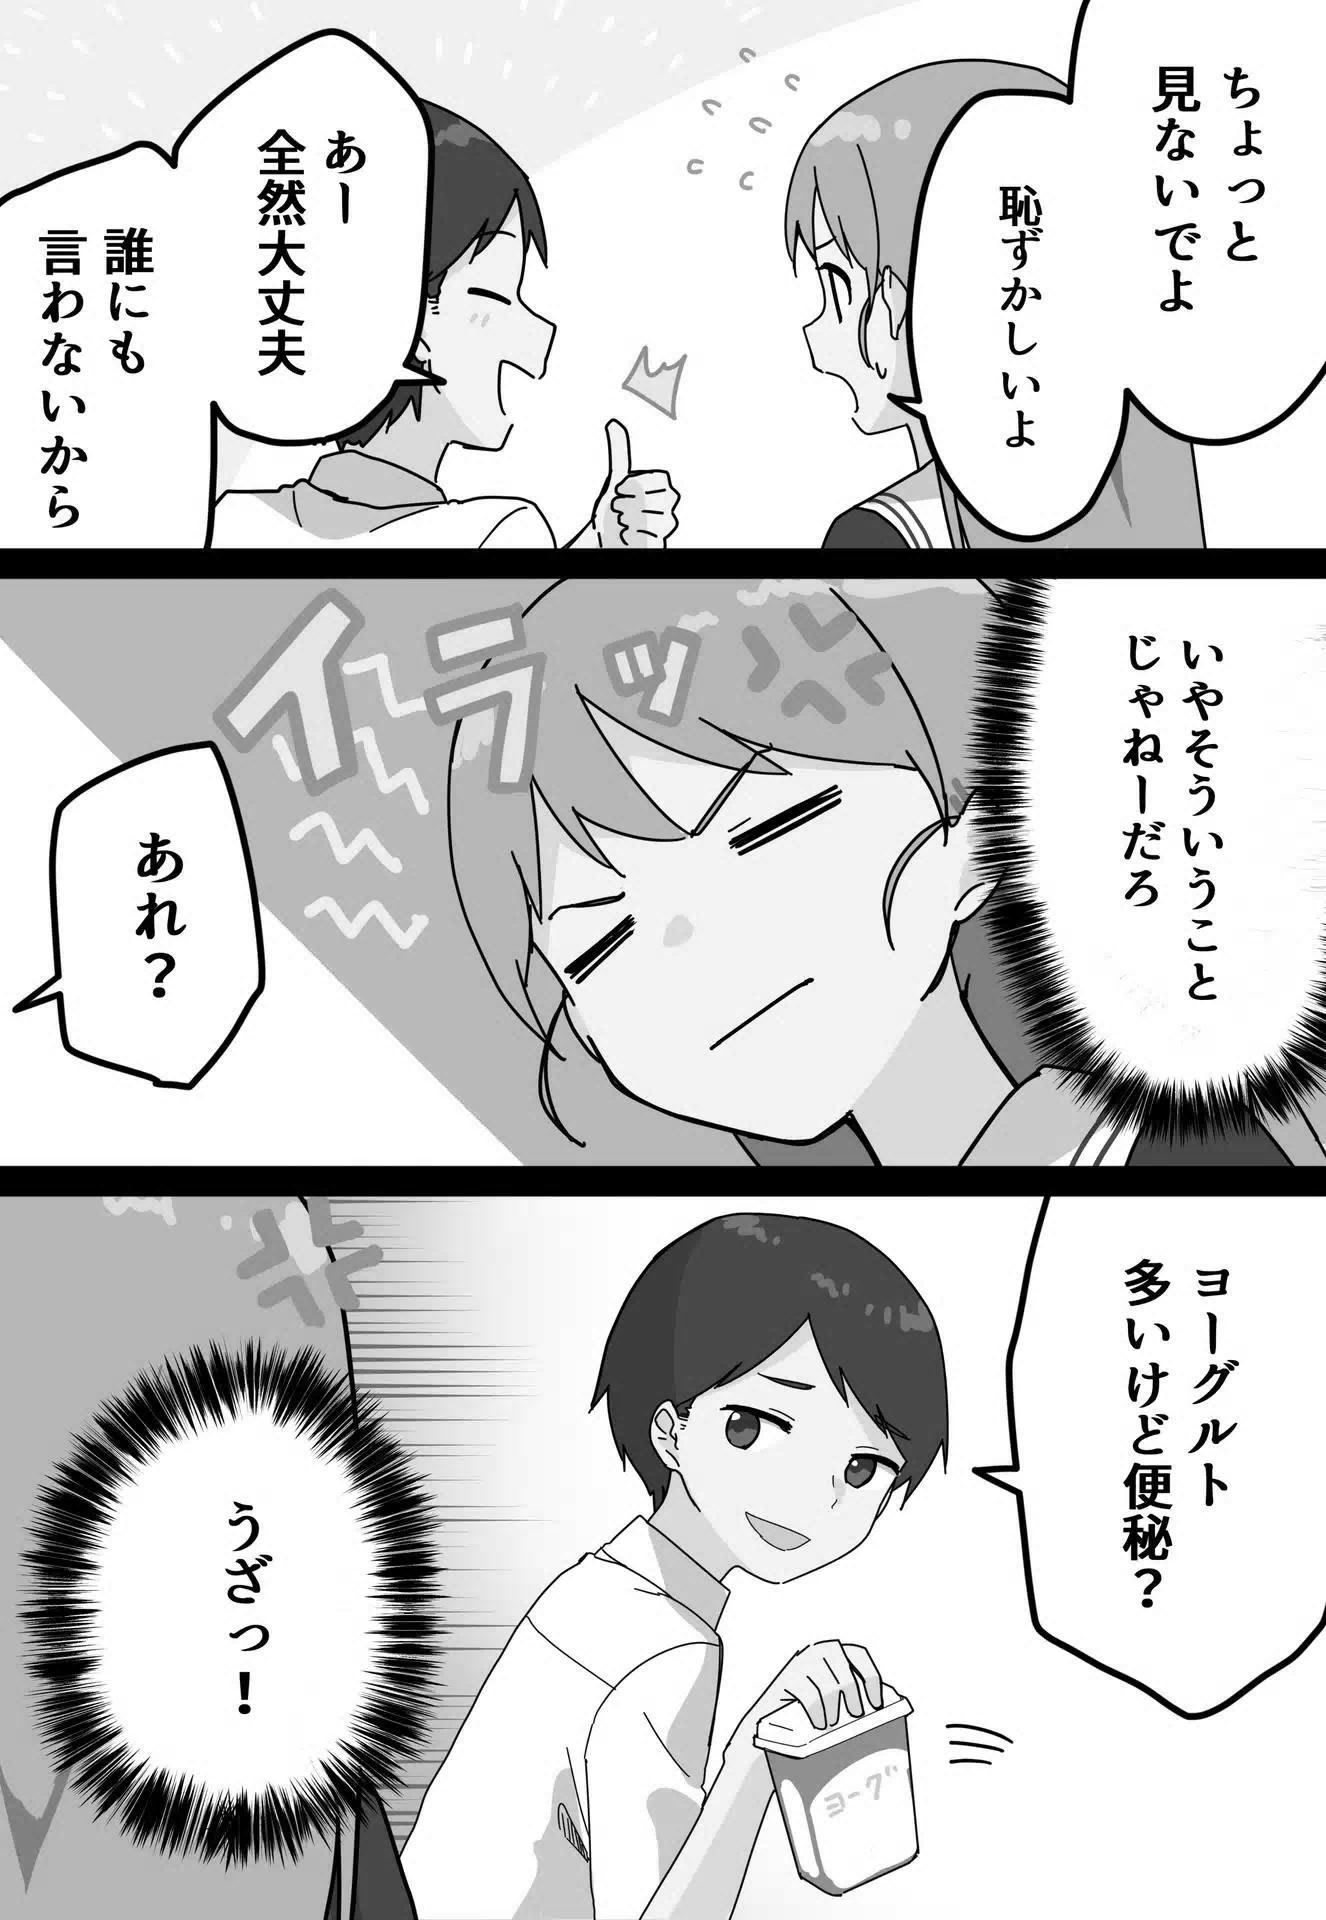 ちょっと
見ないでよ
恥ずかしいよ
あー
全然大丈夫
誰にも
言わないから
いやそういうこと
じゃねーだろ
イラッ
あれ？
ヨーグルト
多いけど便秘？
うざっ！
ヨーグ